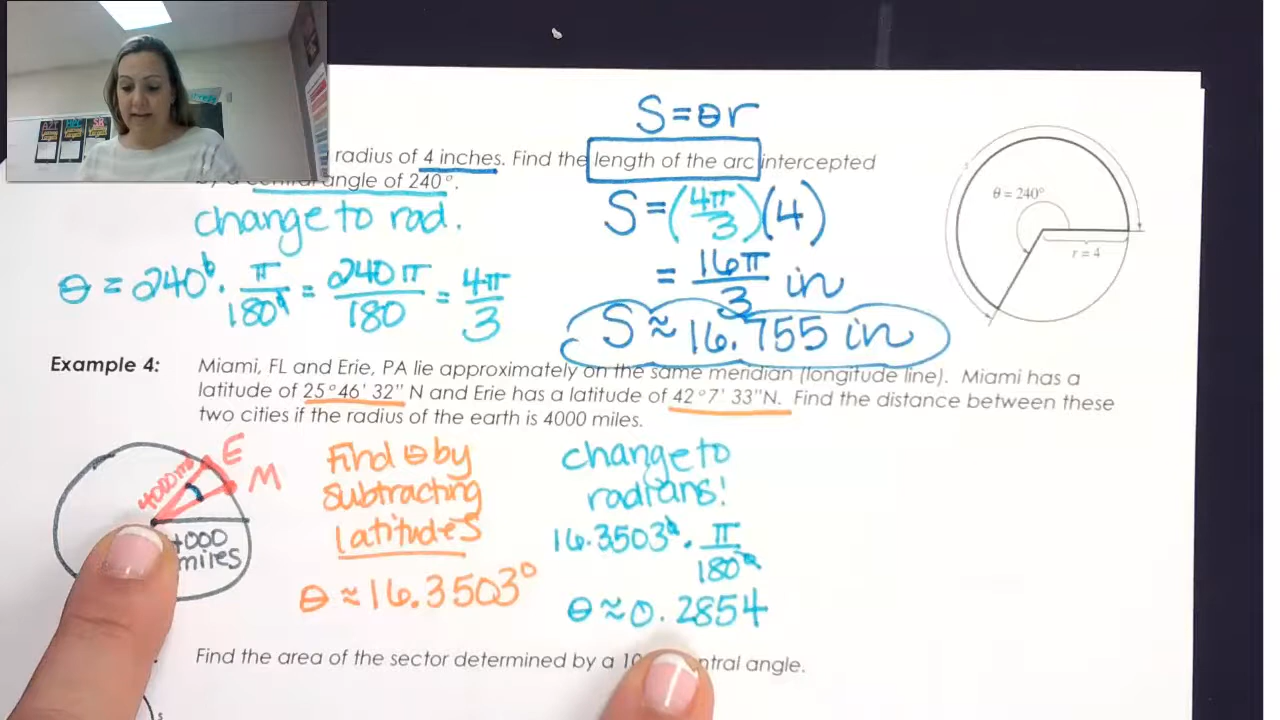 S=θr
radius of 4 inches. Find the length of the arc intercepted
angle of 240°.
change to rad.
θ = 240° · π/180° = 240π/180 = 4π/3
S = (4π/3)(4)
= 16π/3 in
S ≈ 16.755 in
θ = 240°
r = 4
s
Example 4: Miami, FL and Erie, PA lie approximately on the same meridian (longitude line). Miami has a
latitude of 25°46' 32" N and Erie has a latitude of 42°7' 33"N. Find the distance between these
two cities if the radius of the earth is 4000 miles.
E
M
4000 mi
4000
miles
Find θ by
subtracting
latitudes
θ ≈ 16.3503°
change to
radians!
16.3503° · π/180°
θ ≈ 0.2854
Find the area of the sector determined by a central angle.
s